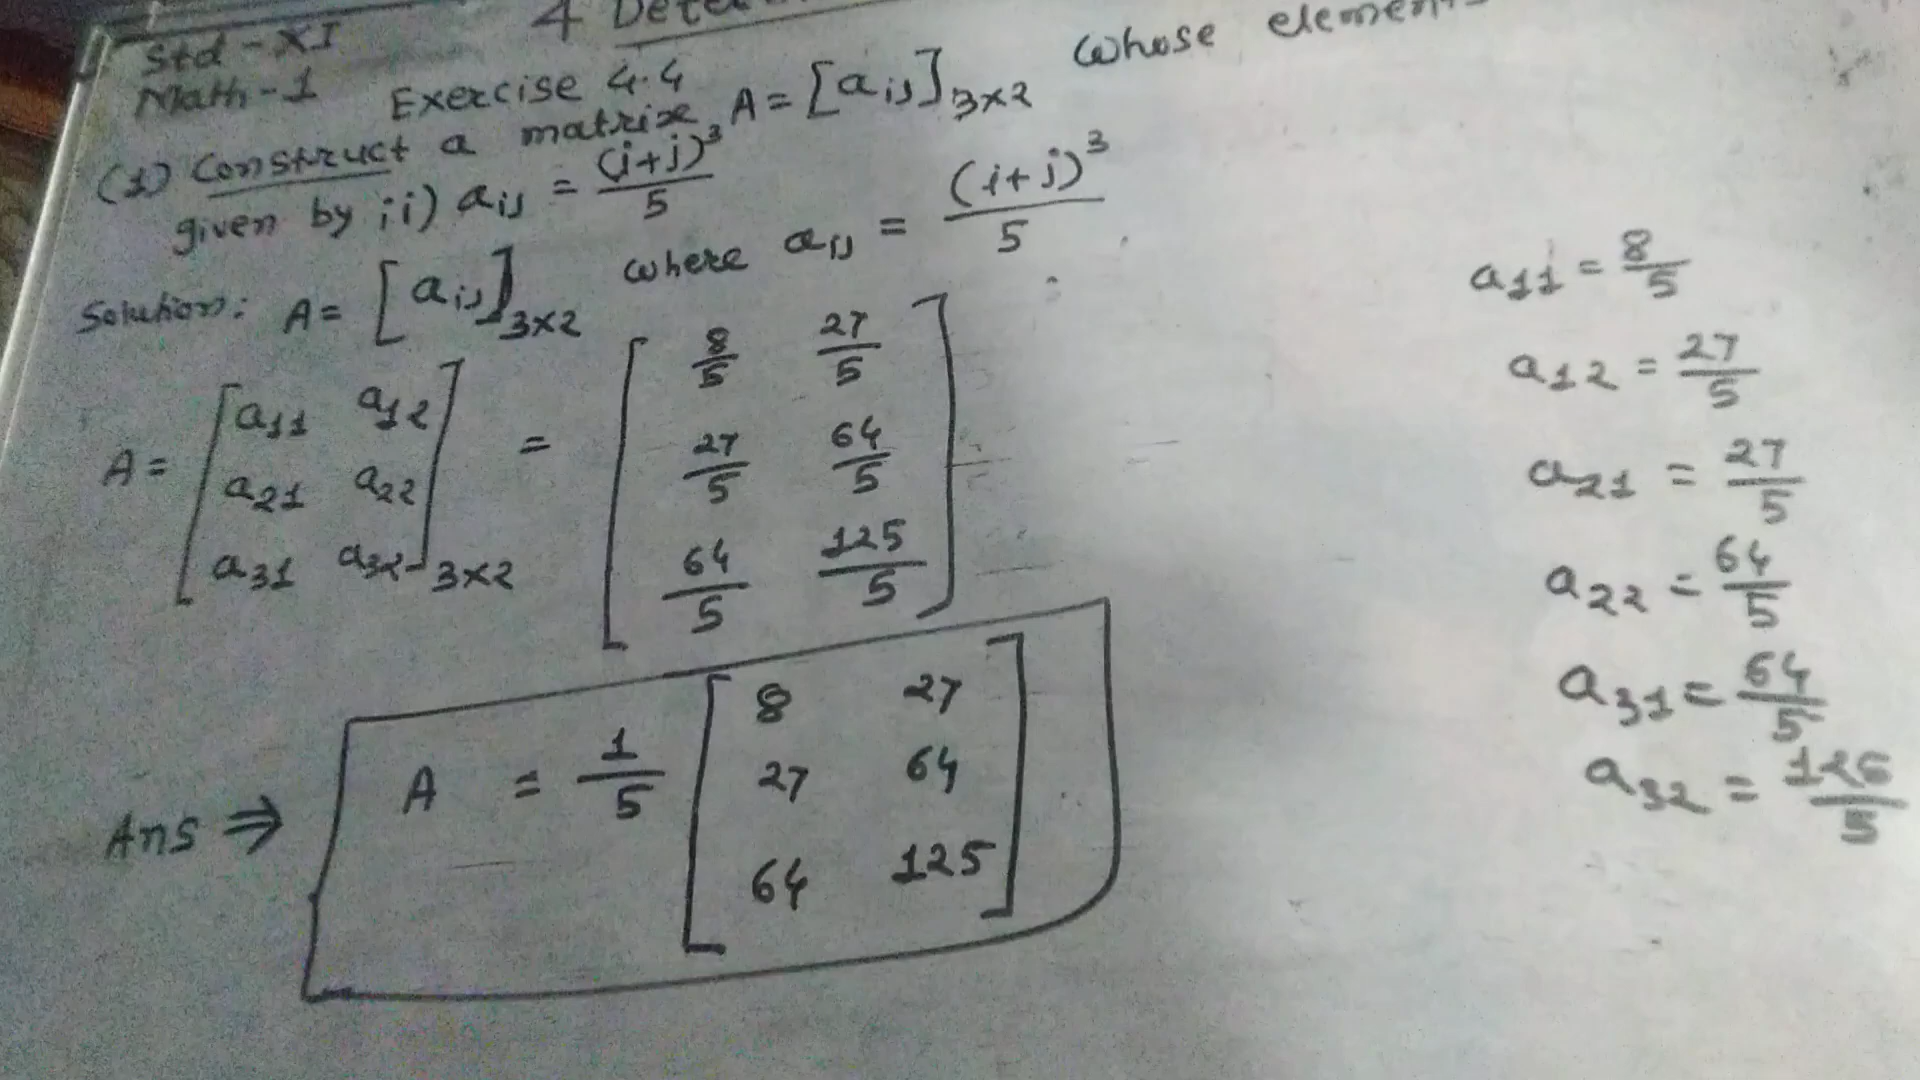 Std - XI
4
Math - 1 Exercise 4.4
(1) Construct a matrix A = [aij]3×2 whose
given by ii) aij = (i+j)³/5
Solution: A = [aij]3×2 where aij = (i+j)³/5
A = [a11 a12 = [8/5 27/5
a21 a22 27/5 64/5
a31 a32]3×2 64/5 125/5]
Ans ⇒ A = 1/5 [8 27
27 64
64 125]
a11 = 8/5
a12 = 27/5
a21 = 27/5
a22 = 64/5
a31 = 64/5
a32 = 125/5